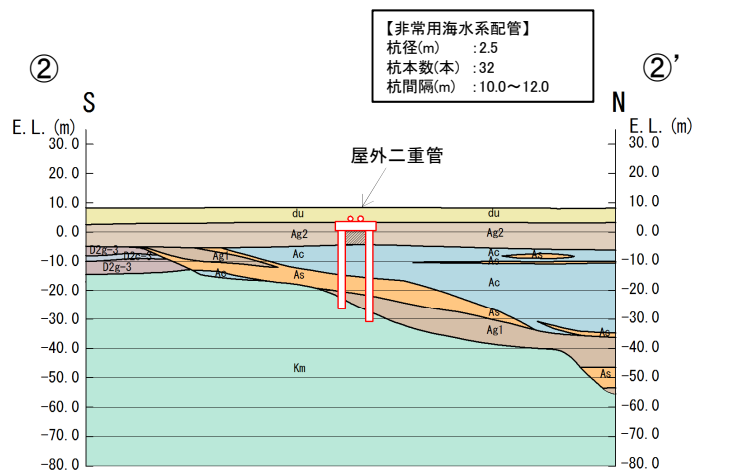 【非常用海水系配管】
杭径(m) :2.5
杭本数(本) :32
杭間隔(m) :10.0～12.0
② ②’
S N
E.L.(m) E.L.(m)
屋外二重管
30.0 30.0
20.0 20.0
10.0 10.0
du du
0.0 0.0
Ag2 Ag2
D2g-3 D2c-3 Ag1 Ac Ac As
-10.0 As -10.0
D2g-3 As As Ac
-20.0 -20.0
As
-30.0 -30.0
Ag1 As
-40.0 -40.0
Km
-50.0 As -50.0
-60.0 -60.0
-70.0 -70.0
-80.0 -80.0